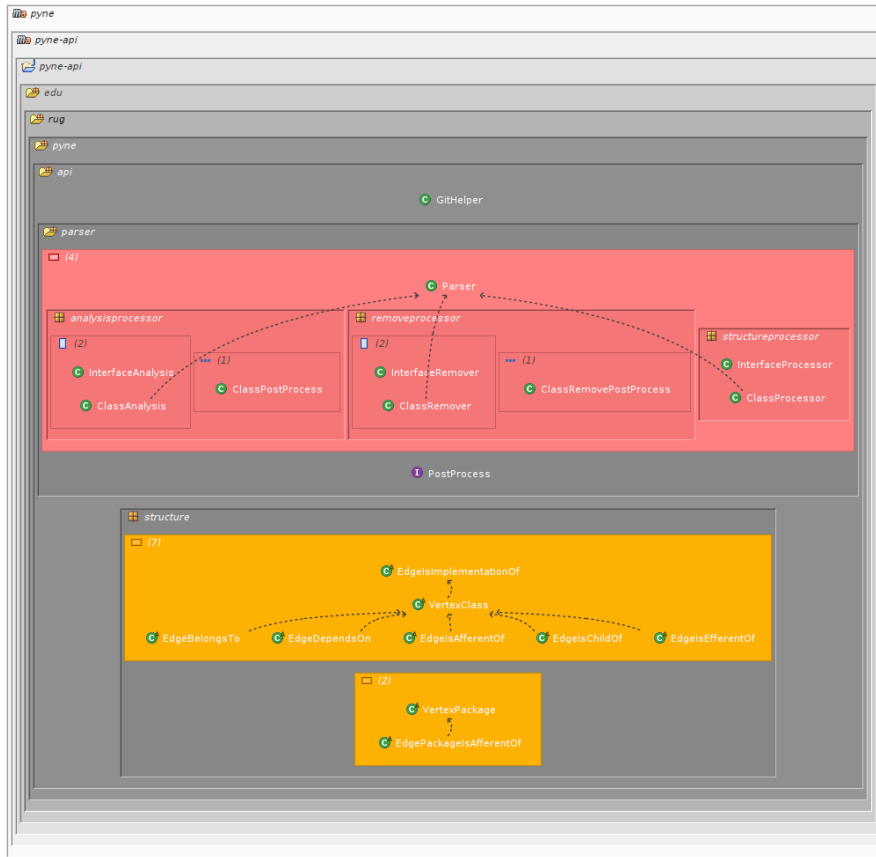 pyne
pyne-api
pyne-api
edu
rug
pyne
api
GitHelper
parser
(4)
Parser
analysisprocessor
removeprocessor
structureprocessor
(2)
(1)
(2)
(1)
InterfaceProcessor
InterfaceAnalysis
InterfaceRemover
ClassPostProcess
ClassRemovePostProcess
ClassProcessor
ClassAnalysis
ClassRemover
PostProcess
structure
(7)
EdgeIsImplementationOf
VertexClass
EdgeBelongsTo
EdgeDependsOn
EdgeIsAfferentOf
EdgeIsChildOf
EdgeIsEfferentOf
(2)
VertexPackage
EdgePackageIsAfferentOf